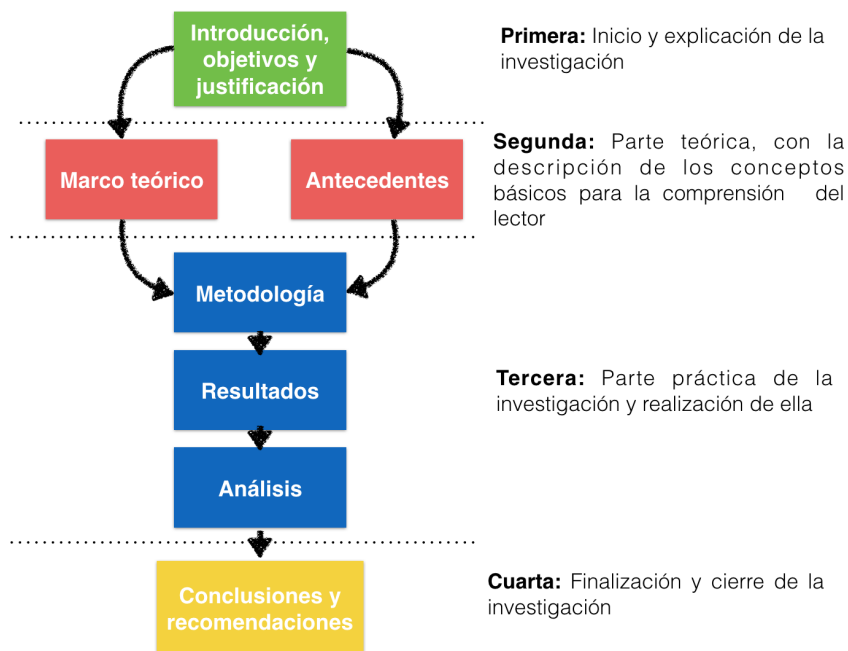 Introducción,
objetivos y
justificación
Primera: Inicio y explicación de la
investigación
Marco teórico
Antecedentes
Segunda: Parte teórica, con la
descripción de los conceptos
básicos para la comprensión del
lector
Metodología
Resultados
Análisis
Tercera: Parte práctica de la
investigación y realización de ella
Conclusiones y
recomendaciones
Cuarta: Finalización y cierre de la
investigación